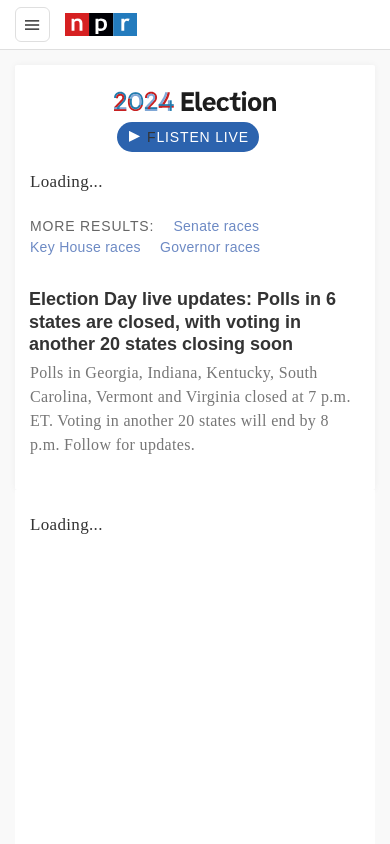 npr
2024 Election
FLISTEN LIVE
Loading...
MORE RESULTS: Senate races
Key House races Governor races
Election Day live updates: Polls in 6
states are closed, with voting in
another 20 states closing soon
Polls in Georgia, Indiana, Kentucky, South
Carolina, Vermont and Virginia closed at 7 p.m.
ET. Voting in another 20 states will end by 8
p.m. Follow for updates.
Loading...